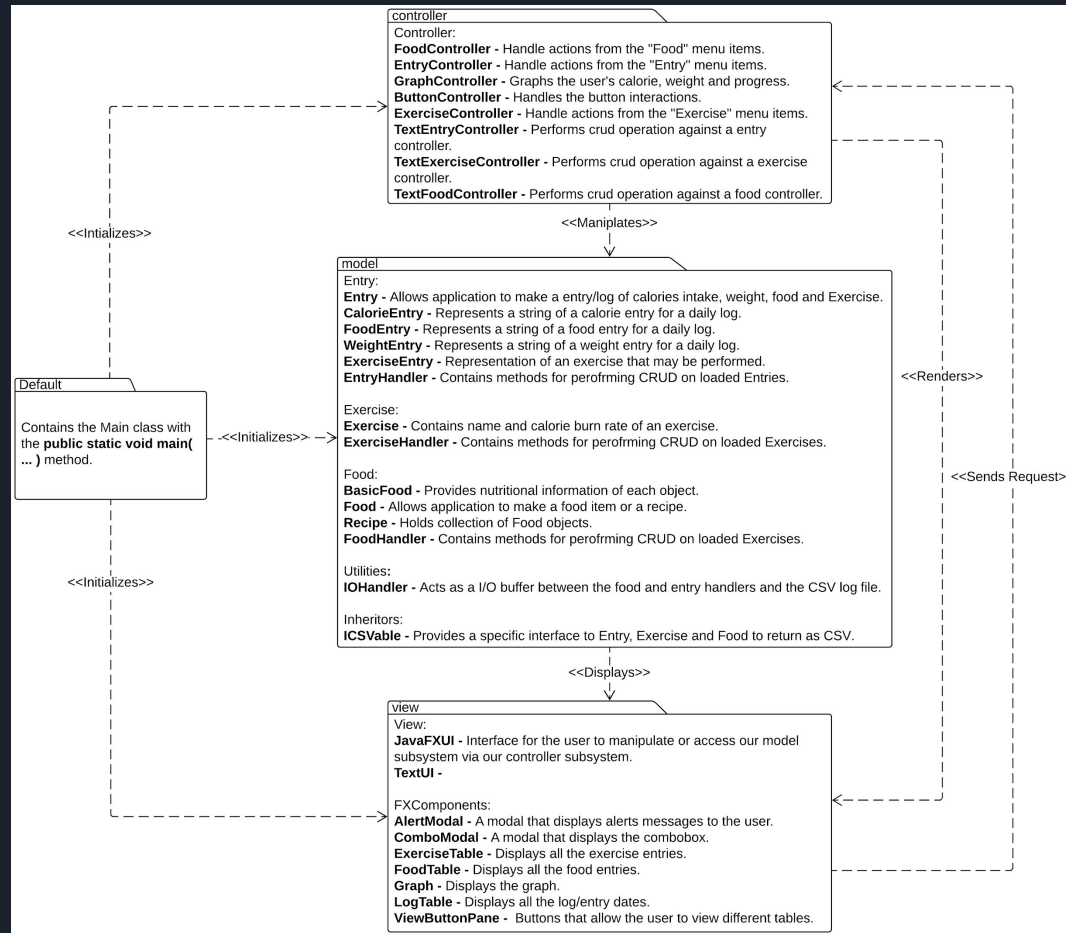 controller
Controller:
FoodController - Handle actions from the "Food" menu items.
EntryController - Handle actions from the "Entry" menu items.
GraphController - Graphs the user's calorie, weight and progress.
ButtonController - Handles the button interactions.
ExerciseController - Handle actions from the "Exercise" menu items.
TextEntryController - Performs crud operation against a entry
controller.
TextExerciseController - Performs crud operation against a exercise
controller.
TextFoodController - Performs crud operation against a food controller.
<<Maniplates>>
<<Intializes>>
model
Entry:
Entry - Allows application to make a entry/log of calories intake, weight, food and Exercise.
CalorieEntry - Represents a string of a calorie entry for a daily log.
FoodEntry - Represents a string of a food entry for a daily log.
WeightEntry - Represents a string of a weight entry for a daily log.
ExerciseEntry - Representation of an exercise that may be performed.
EntryHandler - Contains methods for perofrming CRUD on loaded Entries.
Exercise:
Exercise - Contains name and calorie burn rate of an exercise.
ExerciseHandler - Contains methods for perofrming CRUD on loaded Exercises.
Food:
BasicFood - Provides nutritional information of each object.
Food - Allows application to make a food item or a recipe.
Recipe - Holds collection of Food objects.
FoodHandler - Contains methods for perofrming CRUD on loaded Exercises.
Utilities:
IOHandler - Acts as a I/O buffer between the food and entry handlers and the CSV log file.
Inheritors:
ICSVable - Provides a specific interface to Entry, Exercise and Food to return as CSV.
<<Renders>>
<<Sends Request>
Default
Contains the Main class with
the public static void main(
... ) method.
<<Initializes>>
<<Initializes>>
<<Displays>>
view
View:
JavaFXUI - Interface for the user to manipulate or access our model
subsystem via our controller subsystem.
TextUI -
FXComponents:
AlertModal - A modal that displays alerts messages to the user.
ComboModal - A modal that displays the combobox.
ExerciseTable - Displays all the exercise entries.
FoodTable - Displays all the food entries.
Graph - Displays the graph.
LogTable - Displays all the log/entry dates.
ViewButtonPane - Buttons that allow the user to view different tables.